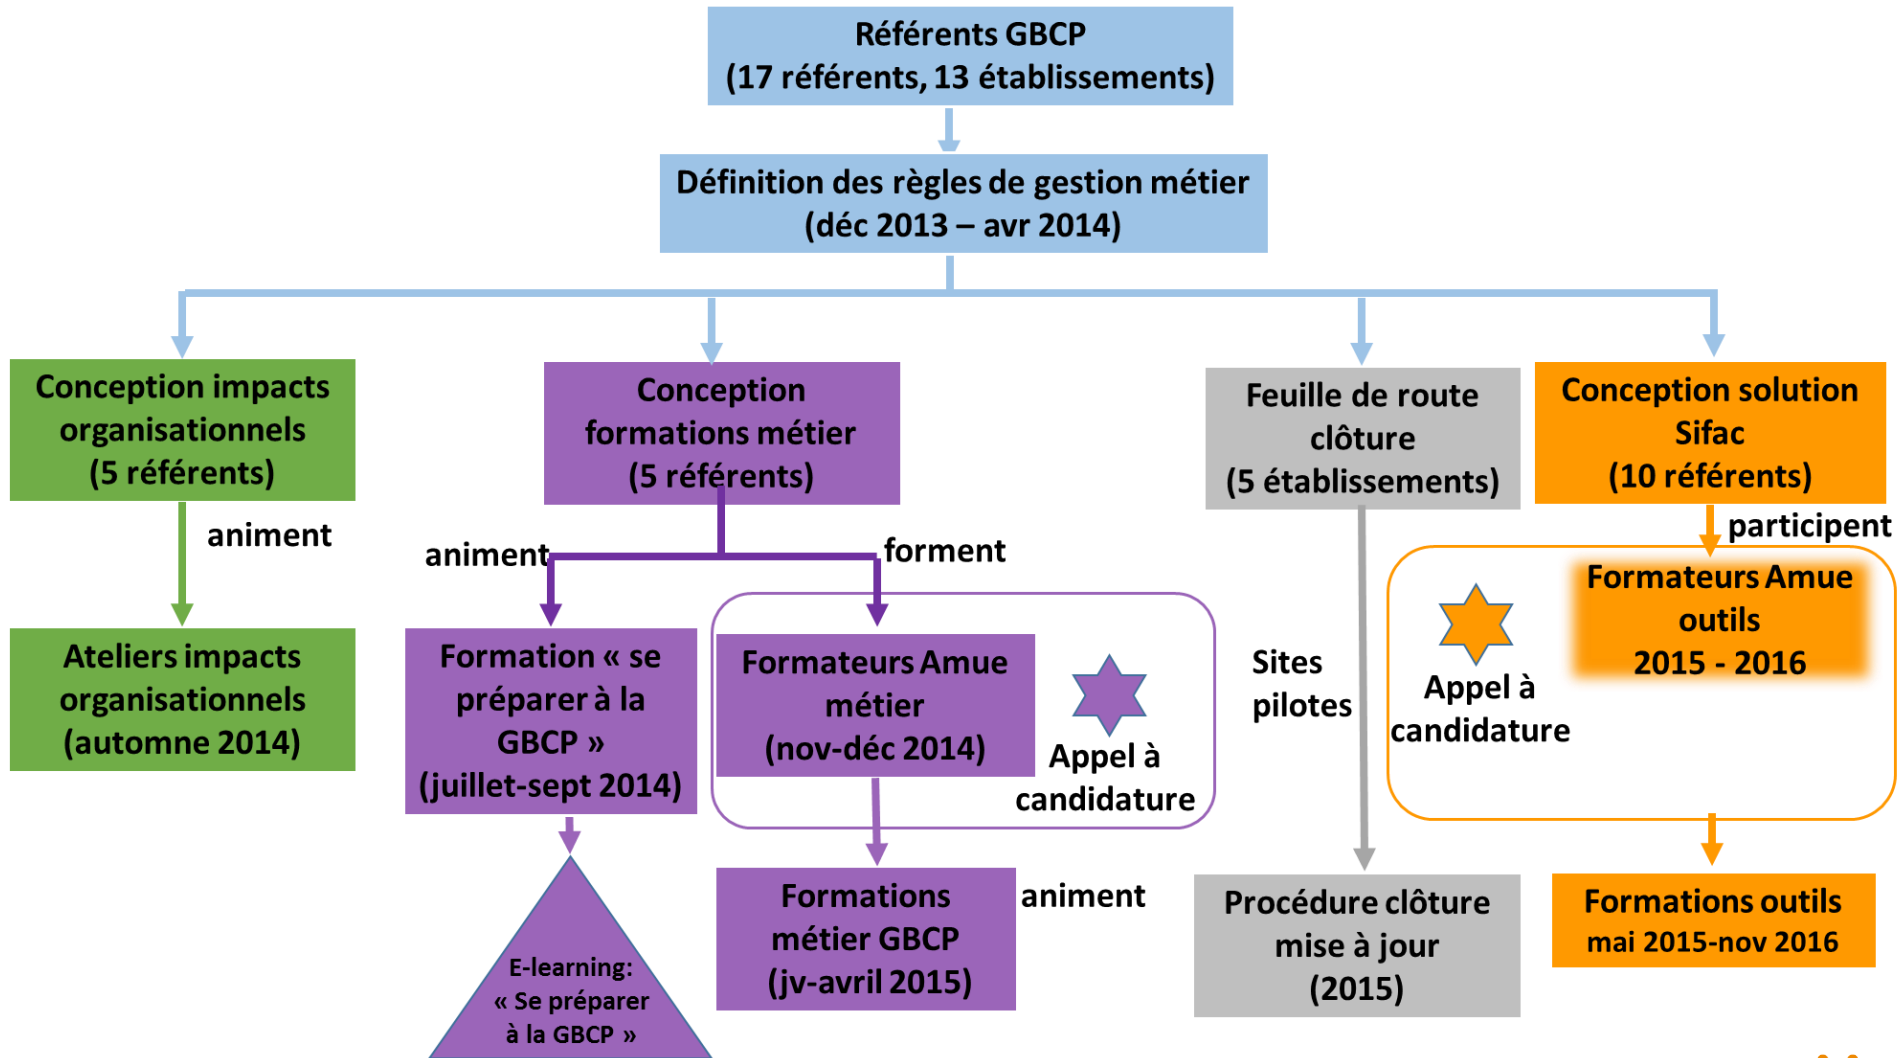 Référents GBCP
(17 référents, 13 établissements)
Définition des règles de gestion métier
(déc 2013 – avr 2014)
Conception impacts
organisationnels
(5 référents)
animent
Ateliers impacts
organisationnels
(automne 2014)
Conception
formations métier
(5 référents)
animent
forment
Formation « se
préparer à la
GBCP »
(juillet-sept 2014)
E-learning:
« Se préparer
à la GBCP »
Formateurs Amue
métier
(nov-déc 2014)
Appel à
candidature
Formations
métier GBCP
(jv-avril 2015)
animent
Feuille de route
clôture
(5 établissements)
Sites
pilotes
Procédure clôture
mise à jour
(2015)
Conception solution
Sifac
(10 référents)
participent
Formateurs Amue
outils
2015 - 2016
Appel à
candidature
Formations outils
mai 2015-nov 2016